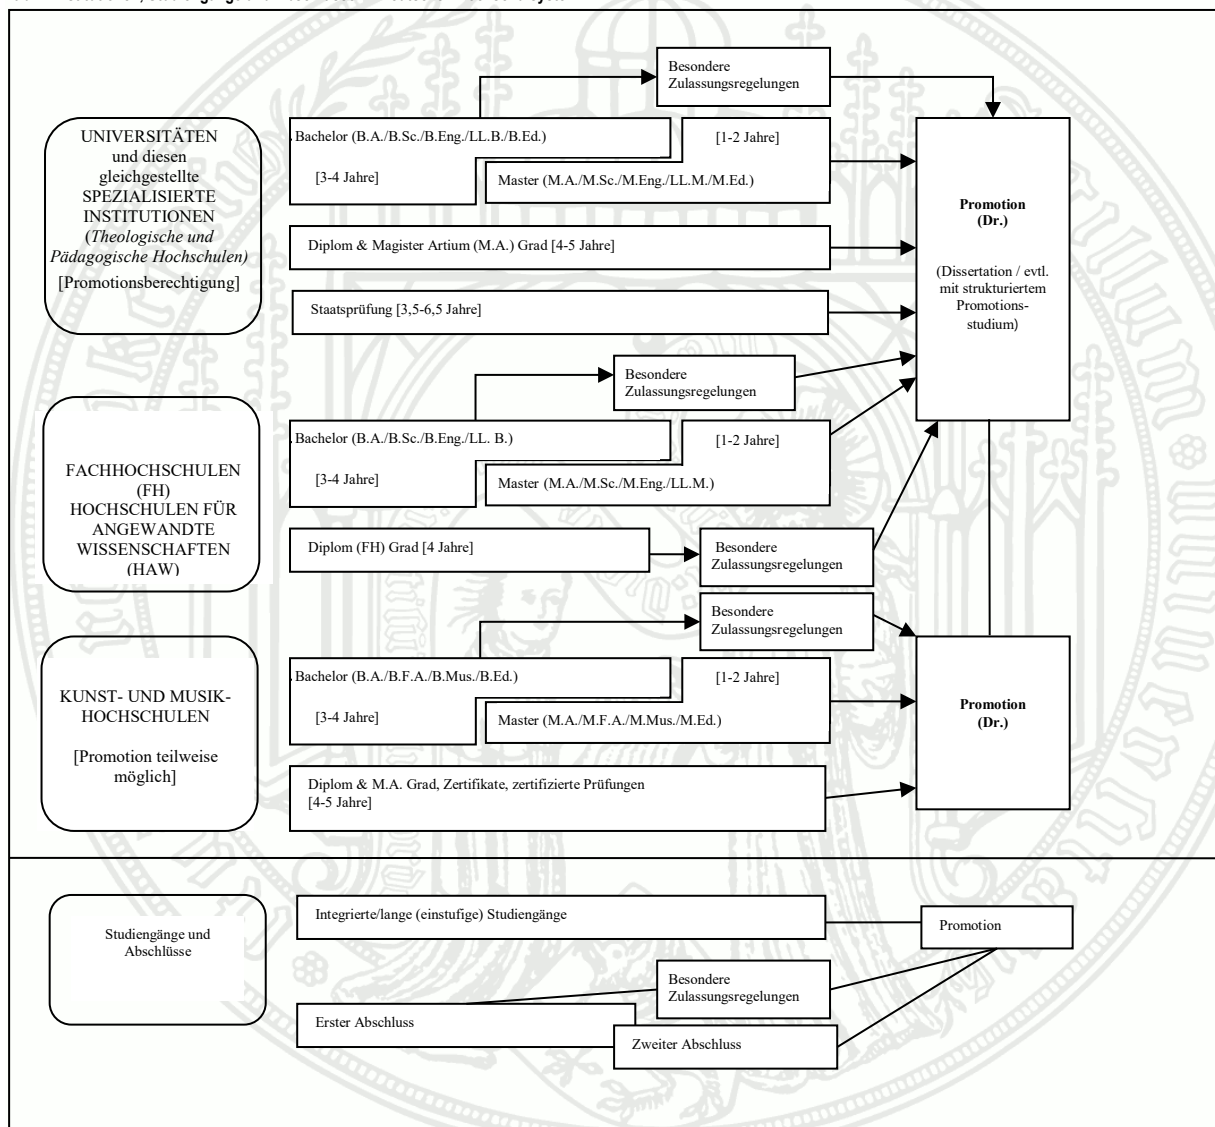 Besondere
Zulassungsregelungen
UNIVERSITÄTEN
und diesen
gleichgestellte
SPEZIALISIERTE
INSTITUTIONEN
(Theologische und
Pädagogische Hochschulen)
[Promotionsberechtigung]
Bachelor (B.A./B.Sc./B.Eng./LL.B./B.Ed.)
[1-2 Jahre]
[3-4 Jahre]
Master (M.A./M.Sc./M.Eng./LL.M./M.Ed.)
Diplom & Magister Artium (M.A.) Grad [4-5 Jahre]
Staatsprüfung [3,5-6,5 Jahre]
Promotion
(Dr.)
(Dissertation / evtl.
mit strukturiertem
Promotions-
studium)
Besondere
Zulassungsregelungen
FACHHOCHSCHULEN
(FH)
HOCHSCHULEN FÜR
ANGEWANDTE
WISSENSCHAFTEN
(HAW)
Bachelor (B.A./B.Sc./B.Eng./LL. B.)
[1-2 Jahre]
[3-4 Jahre]
Master (M.A./M.Sc./M.Eng./LL.M.)
Diplom (FH) Grad [4 Jahre]
Besondere
Zulassungsregelungen
Besondere
Zulassungsregelungen
KUNST- UND MUSIK-
HOCHSCHULEN
[Promotion teilweise
möglich]
Bachelor (B.A./B.F.A./B.Mus./B.Ed.)
[1-2 Jahre]
[3-4 Jahre]
Master (M.A./M.F.A./M.Mus./M.Ed.)
Diplom & M.A. Grad, Zertifikate, zertifizierte Prüfungen
[4-5 Jahre]
Promotion
(Dr.)
Studiengänge und
Abschlüsse
Integrierte/lange (einstufige) Studiengänge
Promotion
Besondere
Zulassungsregelungen
Erster Abschluss
Zweiter Abschluss